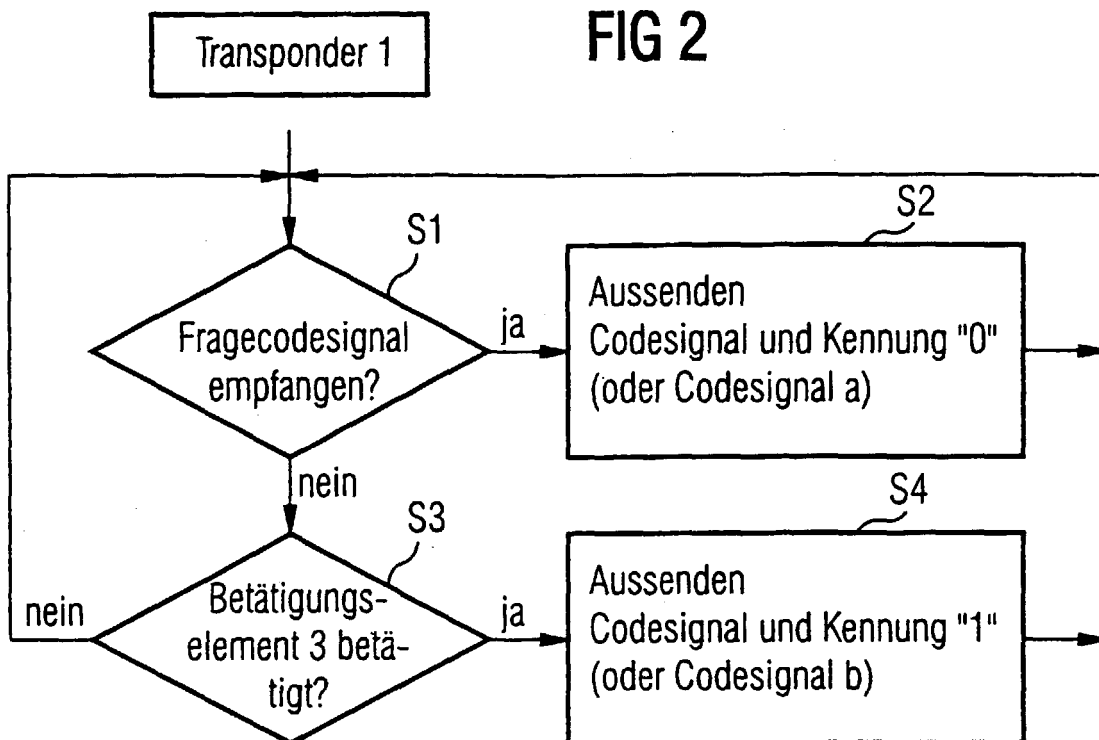 FIG 2
Transponder 1
S1
Fragecodesignal
empfangen?
ja
S2
Aussenden
Codesignal und Kennung "0"
(oder Codesignal a)
nein
S3
Betätigungs-
element 3 betä-
tigt?
nein
ja
S4
Aussenden
Codesignal und Kennung "1"
(oder Codesignal b)